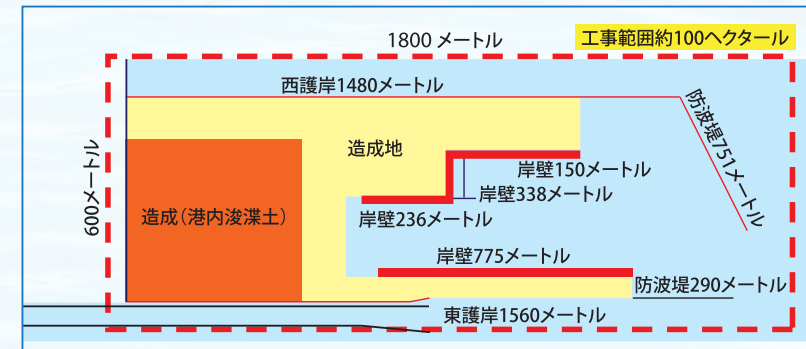 1800メートル
工事範囲約100ヘクタール
西護岸1480メートル
防波堤751メートル
造成地
岸壁150メートル
600メートル
岸壁338メートル
造成(港内浚渫土)
岸壁236メートル
岸壁775メートル
防波堤290メートル
東護岸1560メートル